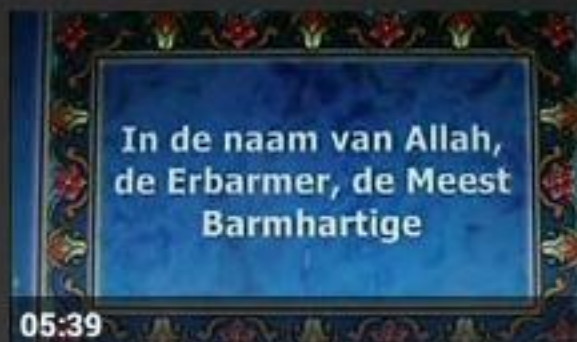 In de naam van Allah,
de Erbarmer, de Meest
Barmhartige
05:39